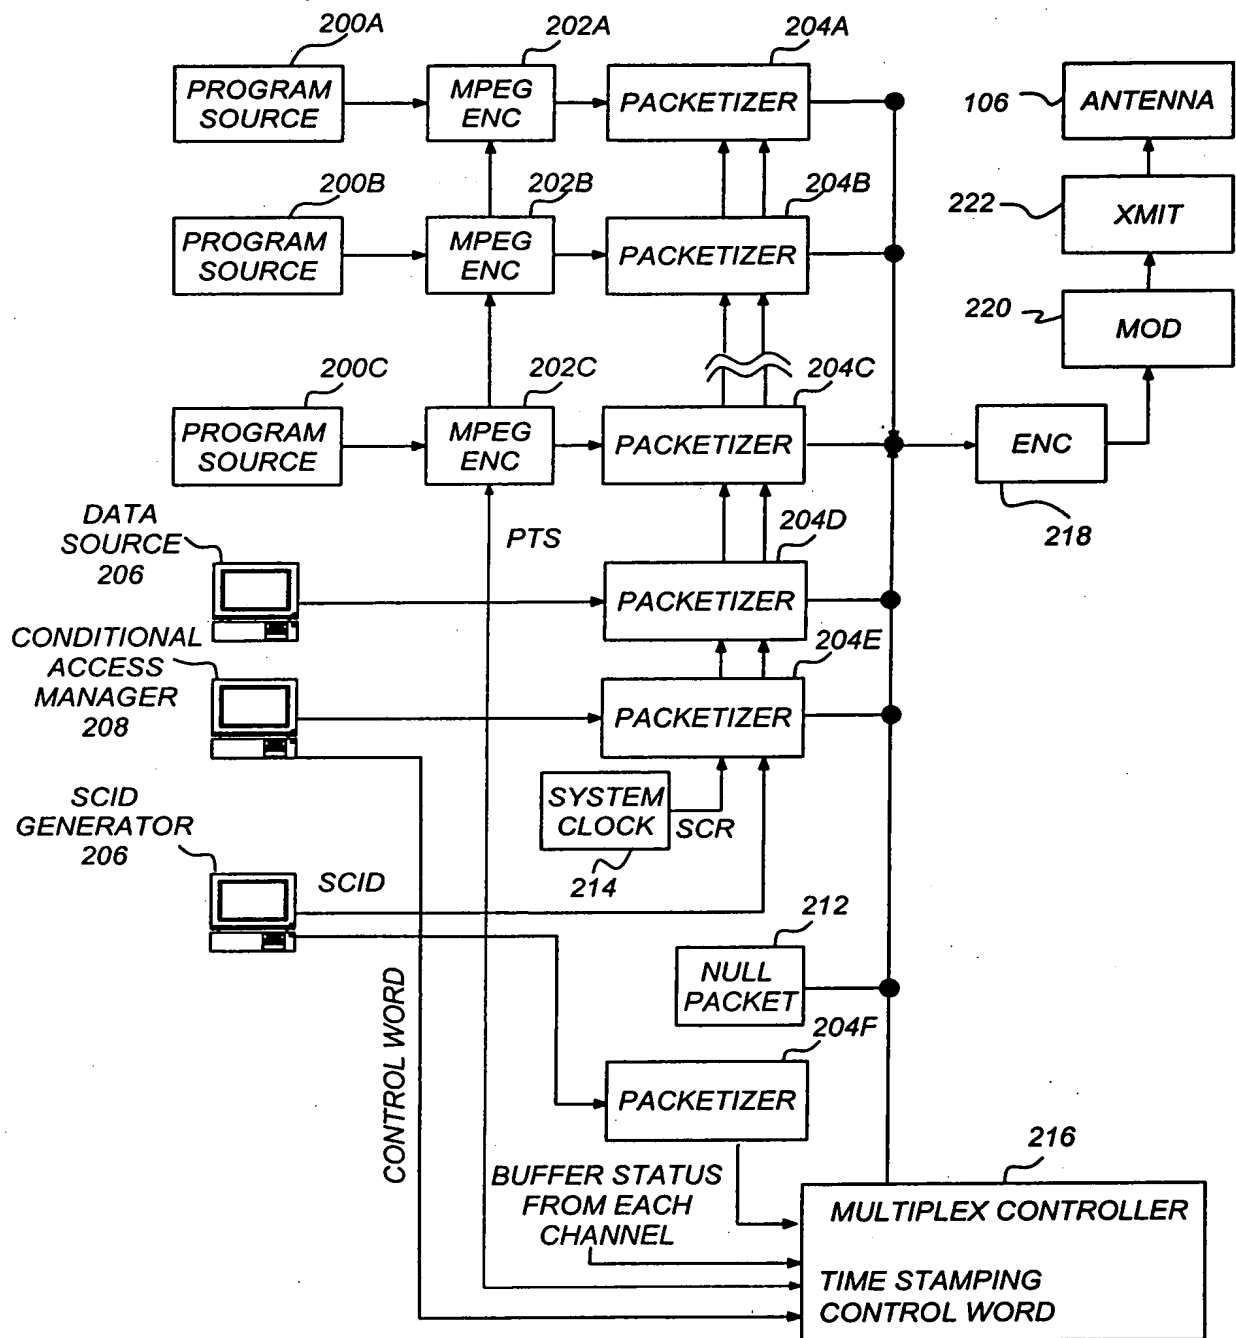 200A
202A
204A
PROGRAM
SOURCE
MPEG
ENC
PACKETIZER
106
ANTENNA
200B
202B
204B
PROGRAM
SOURCE
MPEG
ENC
PACKETIZER
222
XMIT
220
MOD
200C
202C
204C
PROGRAM
SOURCE
MPEG
ENC
PACKETIZER
ENC
218
DATA
SOURCE
206
PTS
204D
PACKETIZER
CONDITIONAL
ACCESS
MANAGER
208
204E
PACKETIZER
SYSTEM
CLOCK
SCR
214
SCID
GENERATOR
206
SCID
212
NULL
PACKET
CONTROL WORD
204F
PACKETIZER
216
BUFFER STATUS
FROM EACH
CHANNEL
MULTIPLEX CONTROLLER
TIME STAMPING
CONTROL WORD